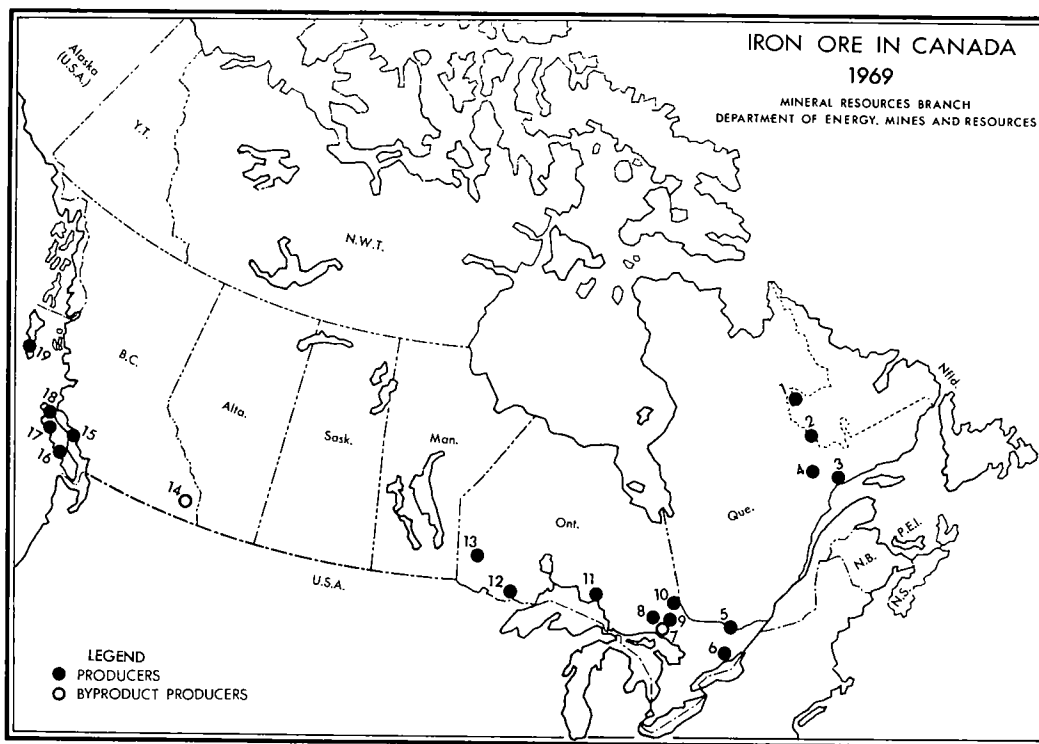 IRON ORE IN CANADA
1969
MINERAL RESOURCES BRANCH
DEPARTMENT OF ENERGY, MINES AND RESOURCES
Alaska
(U.S.A.)
Y.T.
N.W.T.
B.C.
Alta.
Sask.
Man.
Ont.
Que.
Nfld.
P.E.I.
N.B.
N.S.
U.S.A.
19
18
17
15
16
14
13
12
11
10
8
9
7
5
6
1
2
4
3
LEGEND
PRODUCERS
BYPRODUCT PRODUCERS